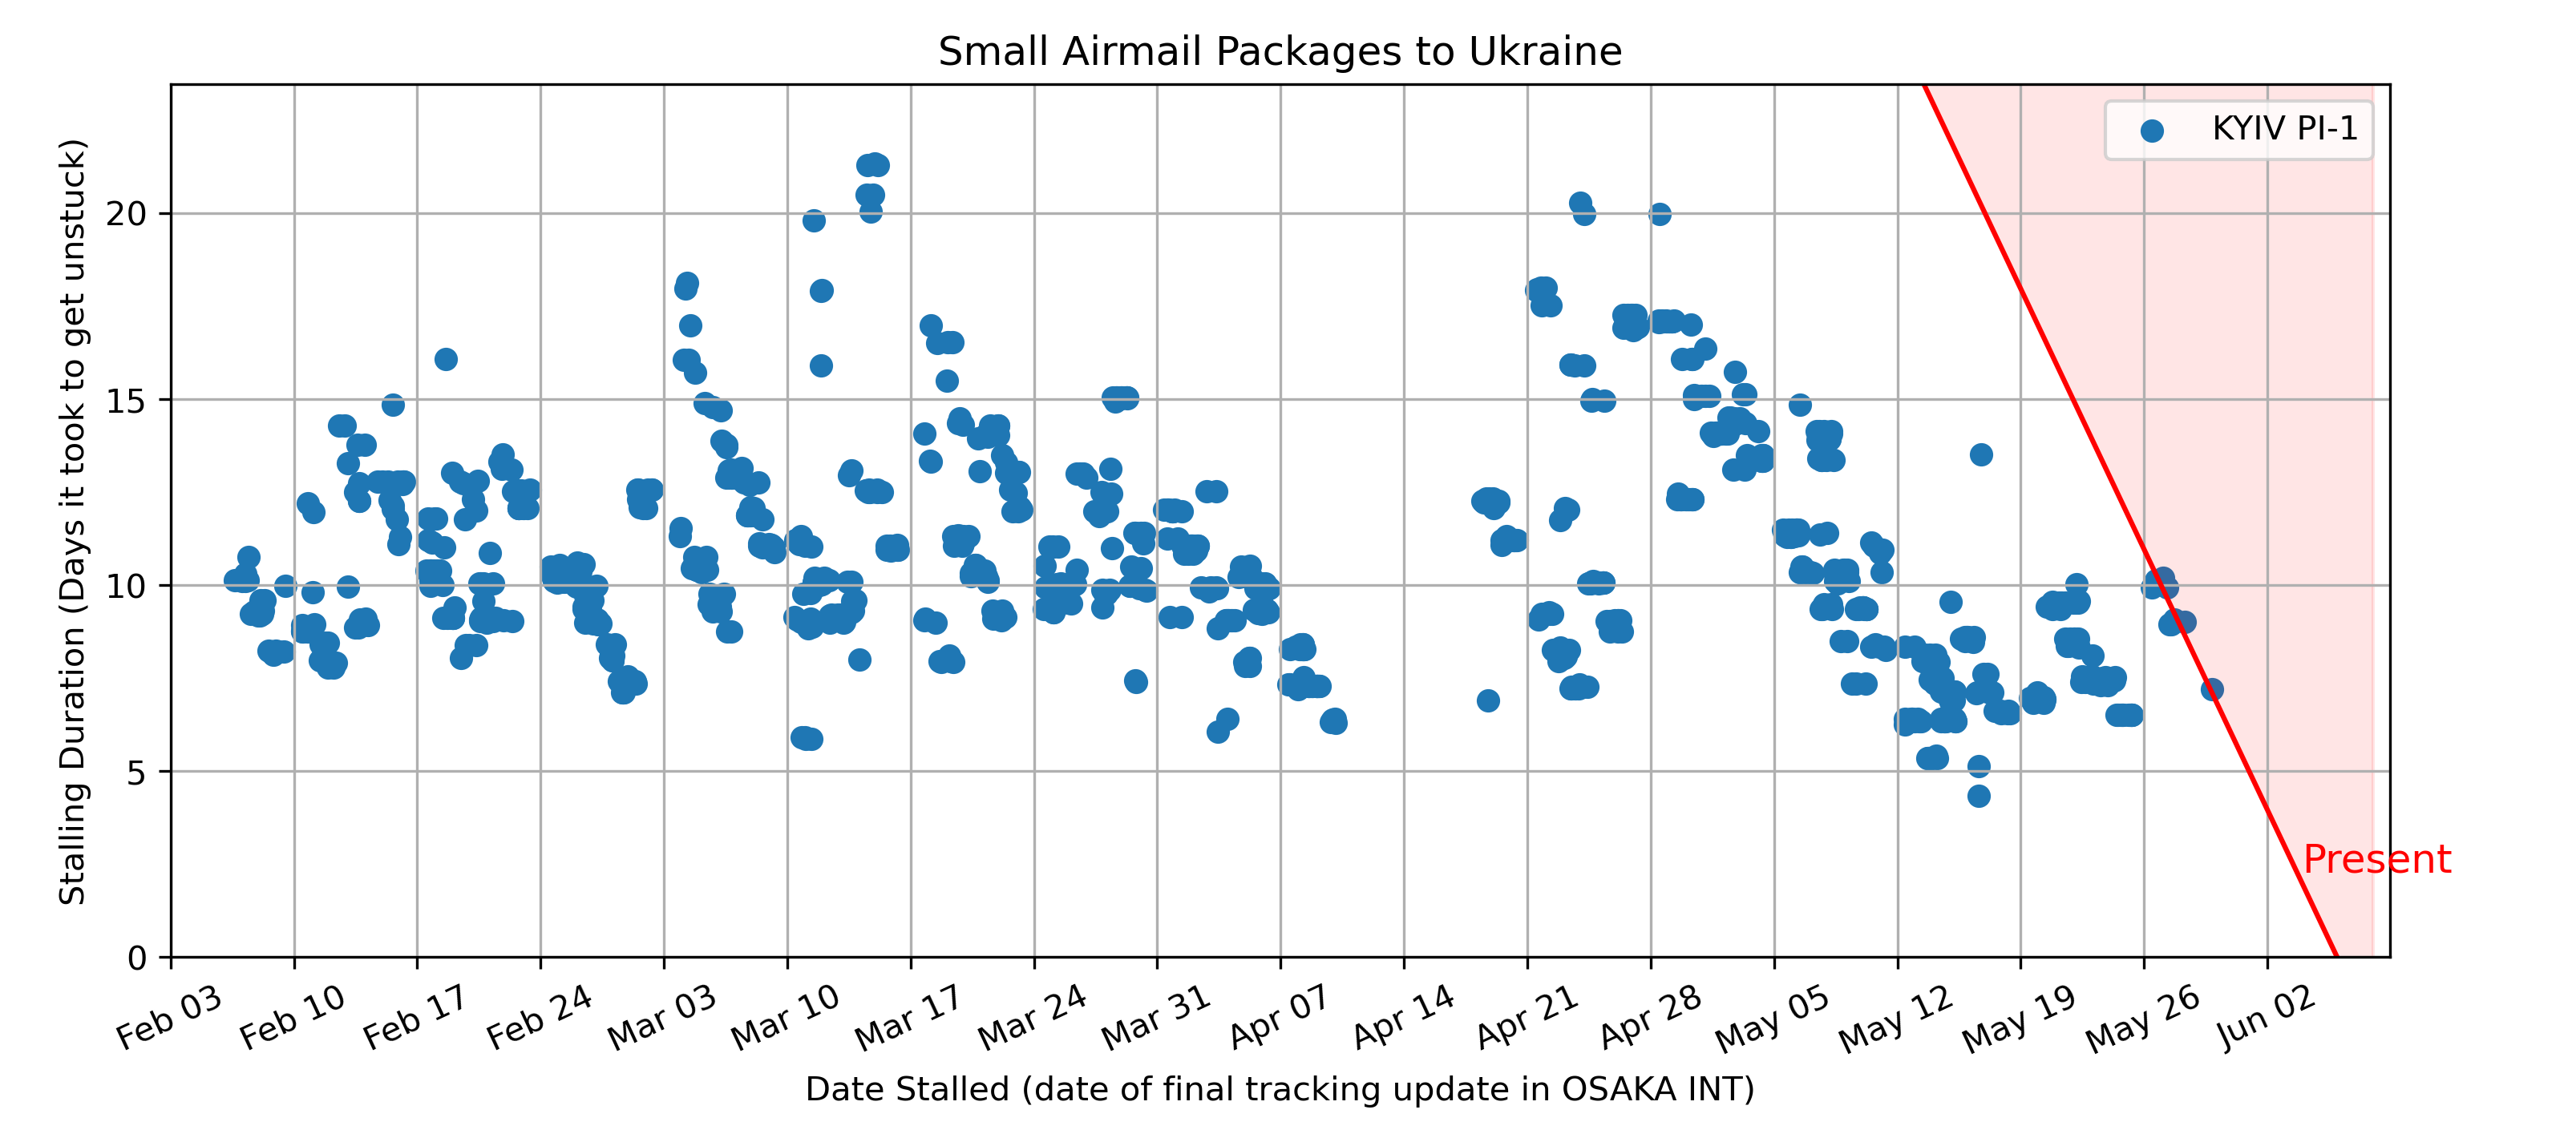 Small Airmail Packages to Ukraine
KYIV PI-1
Stalling Duration (Days it took to get unstuck)
20
15
10
5
0
Present
Feb 03
Feb 10
Feb 17
Feb 24
Mar 03
Mar 10
Mar 17
Mar 24
Mar 31
Apr 07
Apr 14
Apr 21
Apr 28
May 05
May 12
May 19
May 26
Jun 02
Date Stalled (date of final tracking update in OSAKA INT)